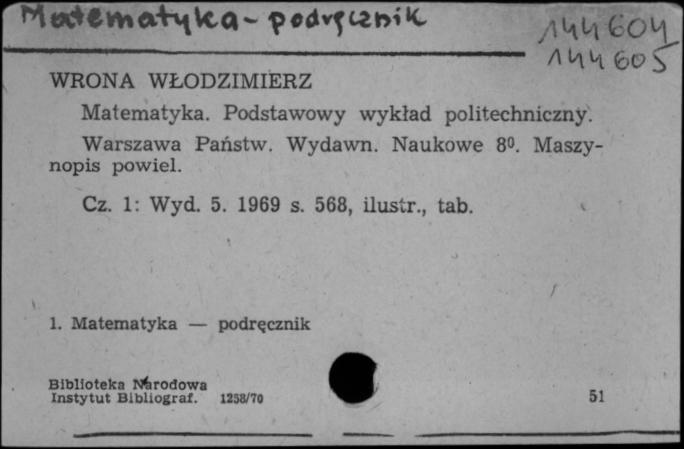 Matematyka - podręcznik
144604
144605
WRONA WŁODZIMIERZ
Matematyka. Podstawowy wykład politechniczny.
Warszawa Państw. Wydawn. Naukowe 8º. Maszy-
nopis powiel.
Cz. 1: Wyd. 5. 1969 s. 568, ilustr., tab.
1. Matematyka — podręcznik
Biblioteka Narodowa
Instytut Bibliograf. 1258/70
51